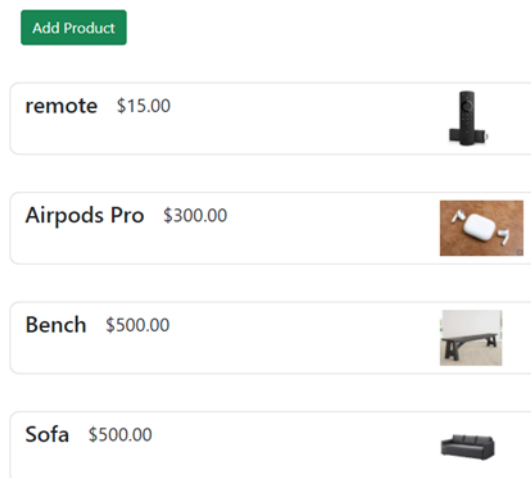 Add Product
remote $15.00
Airpods Pro $300.00
Bench $500.00
Sofa $500.00